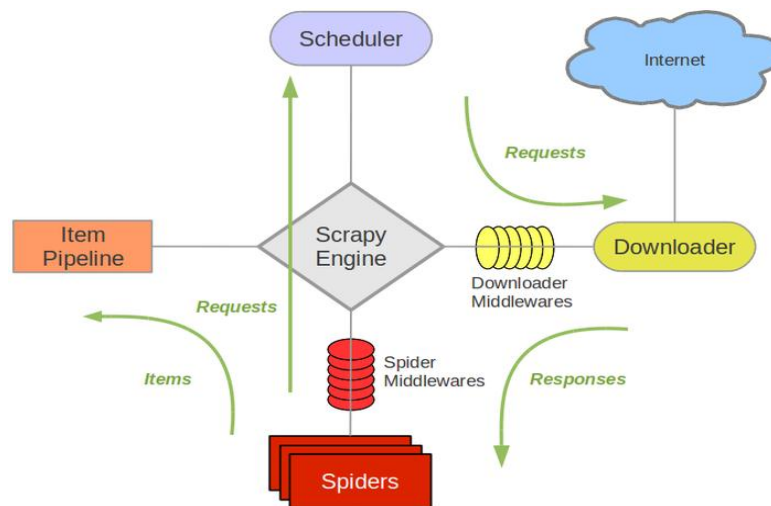 Scheduler
Internet
Requests
Item
Pipeline
Scrapy
Engine
Downloader
Downloader
Middlewares
Requests
Spider
Middlewares
Items
Responses
Spiders